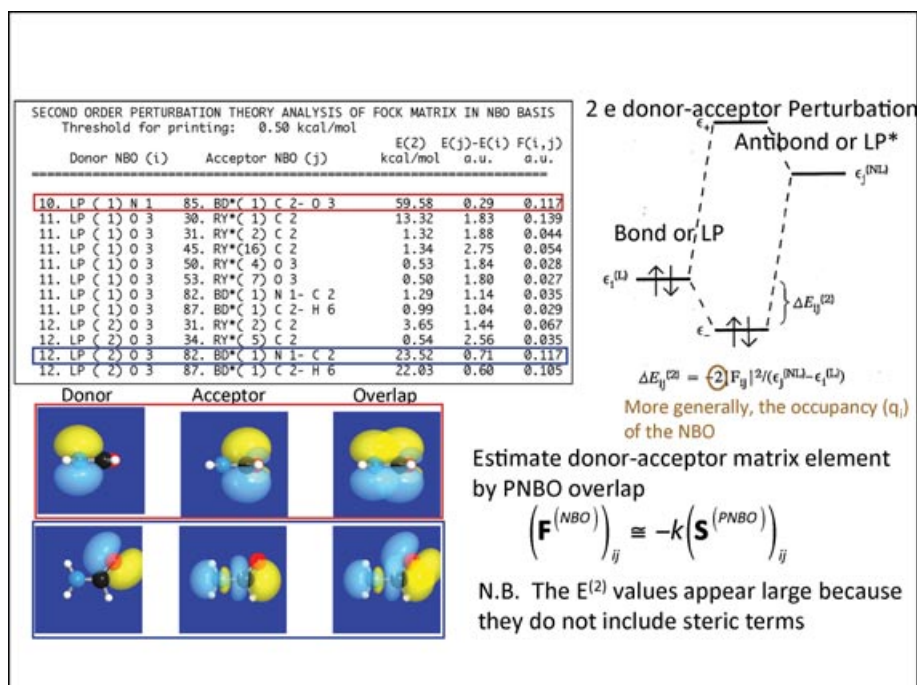 SECOND ORDER PERTURBATION THEORY ANALYSIS OF FOCK MATRIX IN NBO BASIS
Threshold for printing: 0.50 kcal/mol
E(2) E(j)-E(i) F(i,j)
Donor NBO (i) Acceptor NBO (j) kcal/mol a.u. a.u.
10. LP ( 1) N 1 85. BD*( 1) C 2- O 3 59.58 0.29 0.117
11. LP ( 1) O 3 30. RY*( 1) C 2 13.32 1.83 0.139
11. LP ( 1) O 3 31. RY*( 2) C 2 1.32 1.88 0.044
11. LP ( 1) O 3 45. RY*(16) C 2 1.34 2.75 0.054
11. LP ( 1) O 3 50. RY*( 4) O 3 0.53 1.84 0.028
11. LP ( 1) O 3 53. RY*( 7) O 3 0.50 1.80 0.027
11. LP ( 1) O 3 82. BD*( 1) N 1- C 2 1.29 1.14 0.035
11. LP ( 1) O 3 87. BD*( 1) C 2- H 6 0.99 1.04 0.029
12. LP ( 2) O 3 31. RY*( 2) C 2 3.65 1.44 0.067
12. LP ( 2) O 3 34. RY*( 5) C 2 0.54 2.56 0.035
12. LP ( 2) O 3 82. BD*( 1) N 1- C 2 23.52 0.71 0.117
12. LP ( 2) O 3 87. BD*( 1) C 2- H 6 22.03 0.60 0.105
Donor Acceptor Overlap
2 e donor-acceptor Perturbation
ϵ₊
Antibond or LP*
ϵⱼ⁽ᴺᴸ⁾
Bond or LP
ϵᵢ⁽ᴸ⁾
ΔEᵢⱼ⁽²⁾
ϵ₋
ΔEᵢⱼ⁽²⁾ = -2|Fᵢⱼ|²/(ϵⱼ⁽ᴺᴸ⁾-ϵᵢ⁽ᴸ⁾)
More generally, the occupancy (qᵢ)
of the NBO
Estimate donor-acceptor matrix element
by PNBO overlap
(F⁽ᴺᴮᴼ⁾)ᵢⱼ ≅ -k(S⁽ᴾᴺᴮᴼ⁾)ᵢⱼ
N.B. The E⁽²⁾ values appear large because
they do not include steric terms